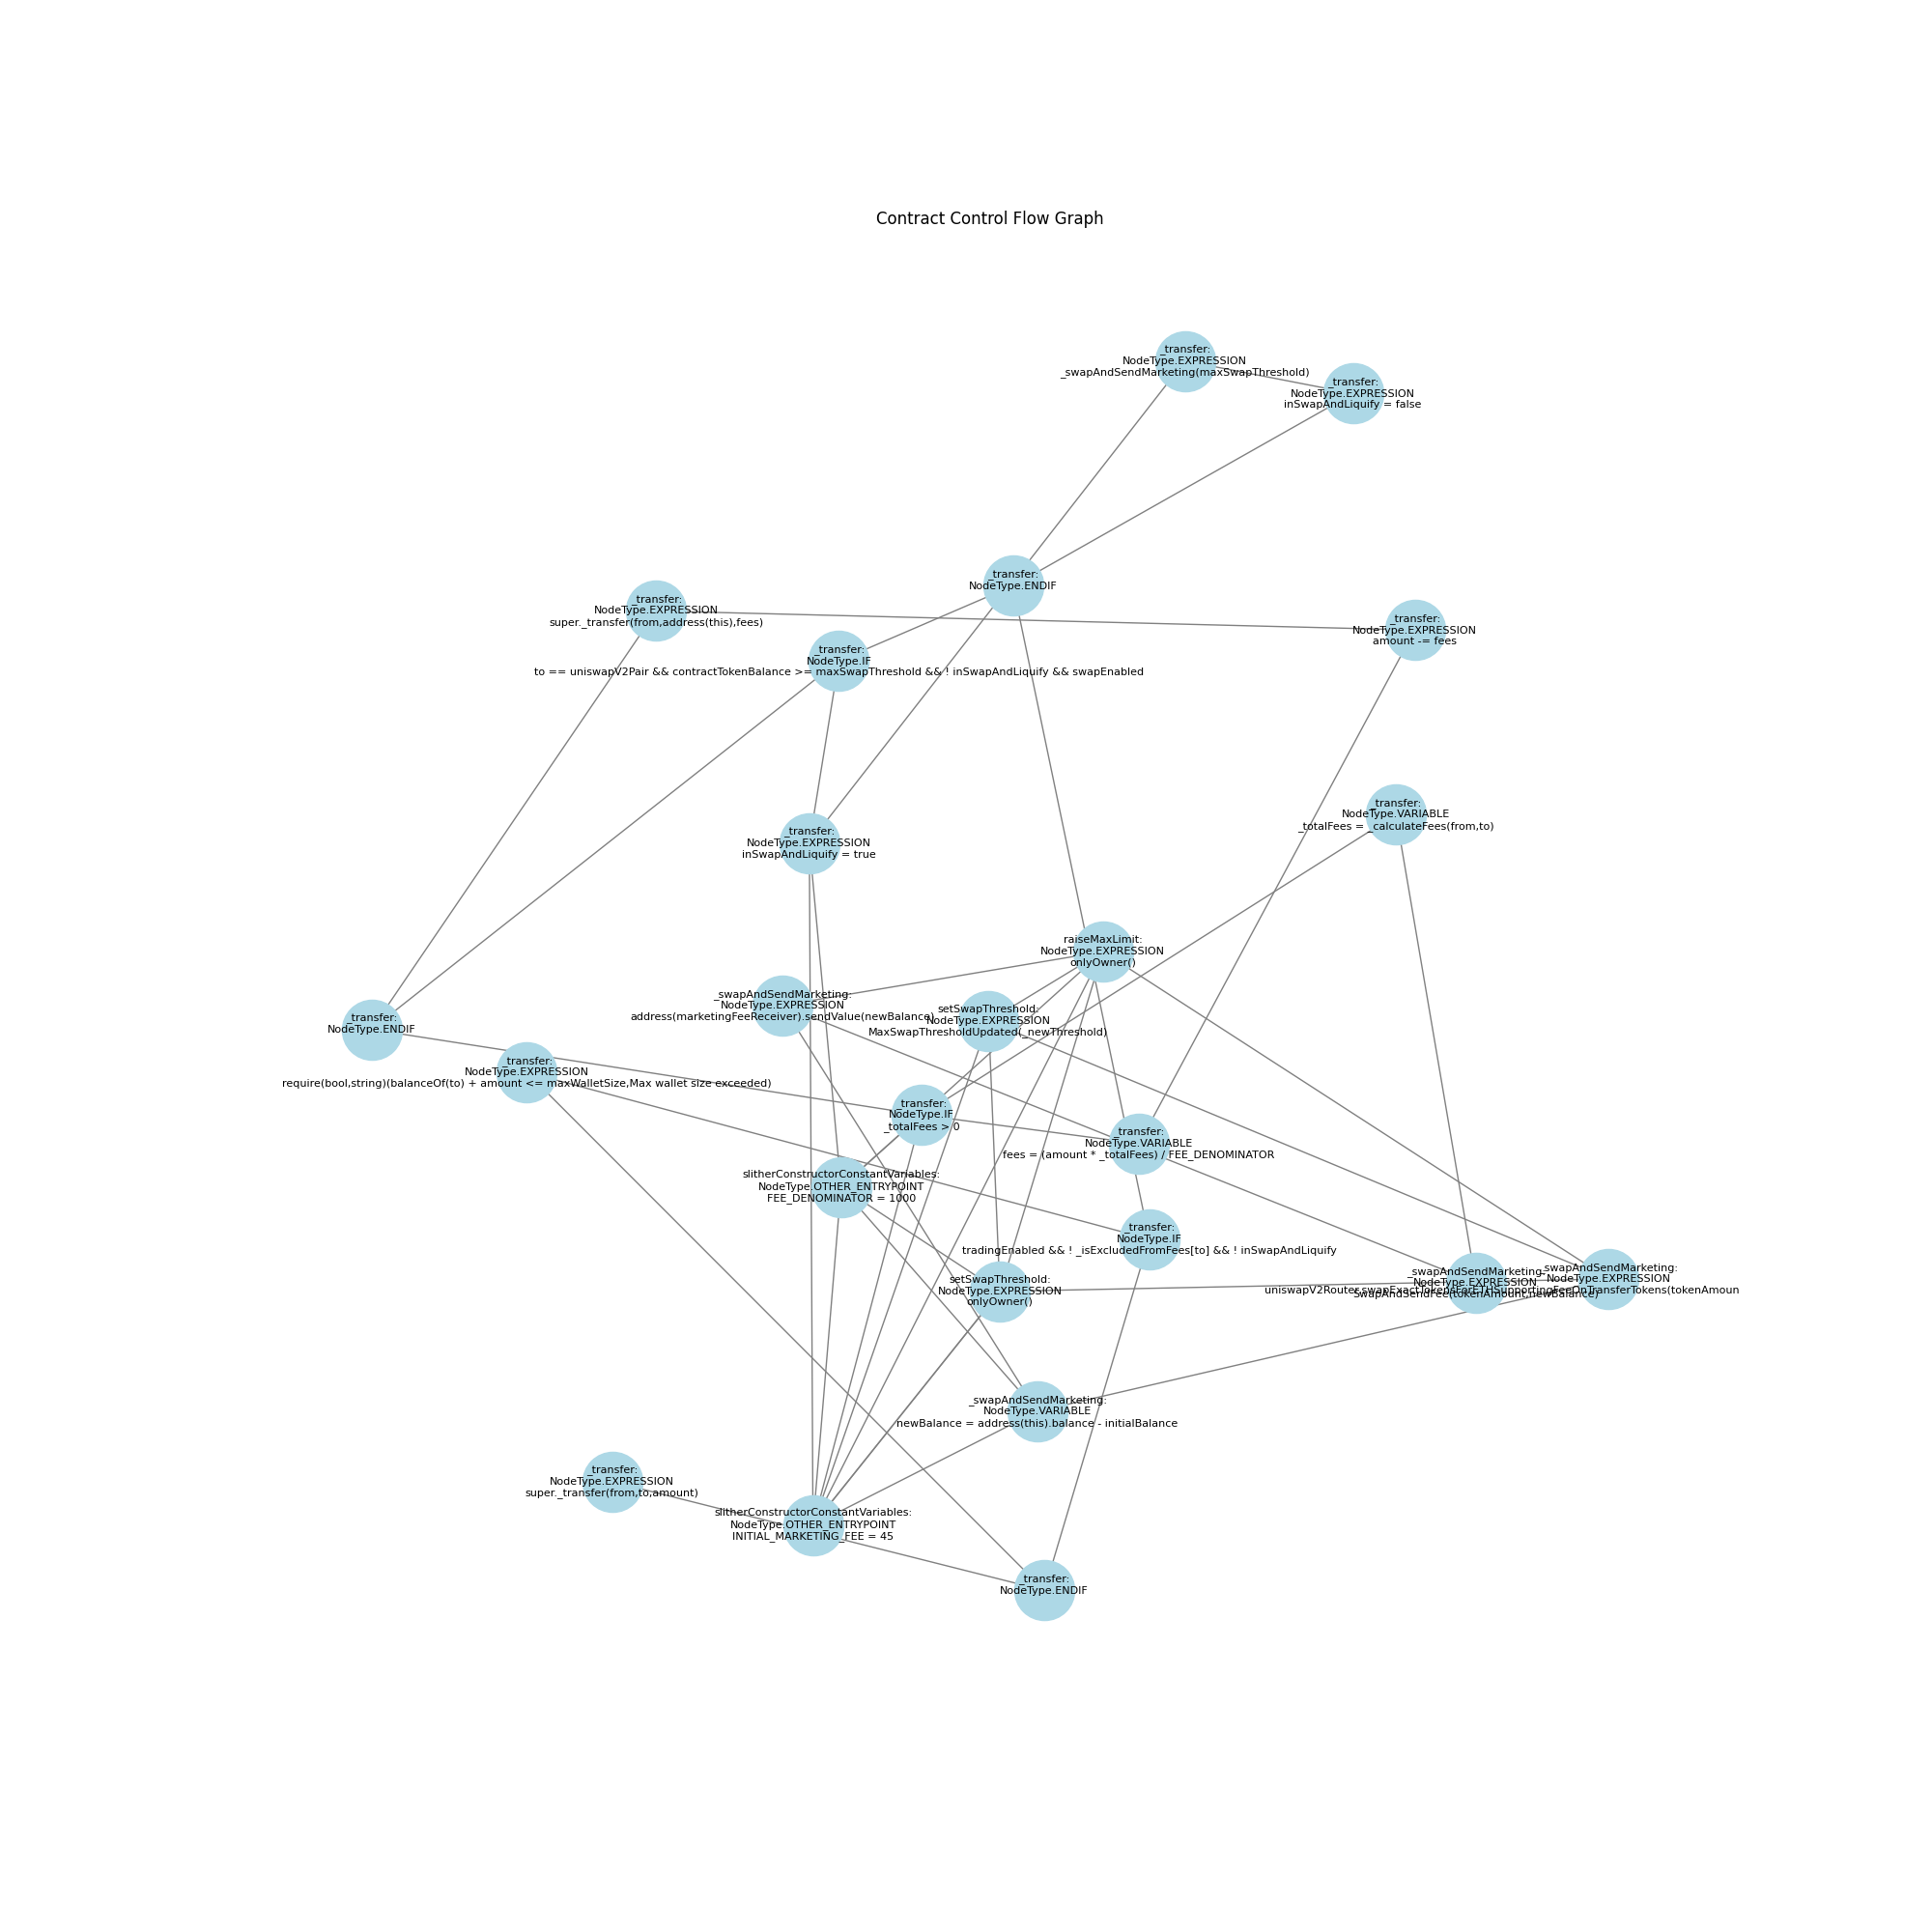 Contract Control Flow Graph
_transfer:
NodeType.EXPRESSION
_swapAndSendMarketing(maxSwapThreshold)
_transfer:
NodeType.EXPRESSION
inSwapAndLiquify = false
_transfer:
NodeType.ENDIF
_transfer:
NodeType.EXPRESSION
super._transfer(from,address(this),fees)
_transfer:
NodeType.EXPRESSION
amount -= fees
_transfer:
NodeType.IF
to == uniswapV2Pair && contractTokenBalance >= maxSwapThreshold && ! inSwapAndLiquify && swapEnabled
_transfer:
NodeType.VARIABLE
_totalFees = _calculateFees(from,to)
_transfer:
NodeType.EXPRESSION
inSwapAndLiquify = true
raiseMaxLimit:
NodeType.EXPRESSION
onlyOwner()
_swapAndSendMarketing:
NodeType.EXPRESSION
address(marketingFeeReceiver).sendValue(newBalance)
setSwapThreshold:
NodeType.EXPRESSION
MaxSwapThresholdUpdated(_newThreshold)
_transfer:
NodeType.ENDIF
_transfer:
NodeType.EXPRESSION
require(bool,string)(balanceOf(to) + amount <= maxWalletSize,Max wallet size exceeded)
_transfer:
NodeType.IF
_totalFees > 0
_transfer:
NodeType.VARIABLE
fees = (amount * _totalFees) / FEE_DENOMINATOR
slitherConstructorConstantVariables:
NodeType.OTHER_ENTRYPOINT
FEE_DENOMINATOR = 1000
_transfer:
NodeType.IF
tradingEnabled && ! _isExcludedFromFees[to] && ! inSwapAndLiquify
setSwapThreshold:
NodeType.EXPRESSION
onlyOwner()
_swapAndSendMarketing:
NodeType.EXPRESSION
SwapAndSendFee(tokenAmount,newBalance)
_swapAndSendMarketing:
NodeType.EXPRESSION
uniswapV2Router.swapExactTokensForETHSupportingFeeOnTransferTokens(tokenAmoun
_swapAndSendMarketing:
NodeType.VARIABLE
newBalance = address(this).balance - initialBalance
_transfer:
NodeType.EXPRESSION
super._transfer(from,to,amount)
slitherConstructorConstantVariables:
NodeType.OTHER_ENTRYPOINT
INITIAL_MARKETING_FEE = 45
_transfer:
NodeType.ENDIF